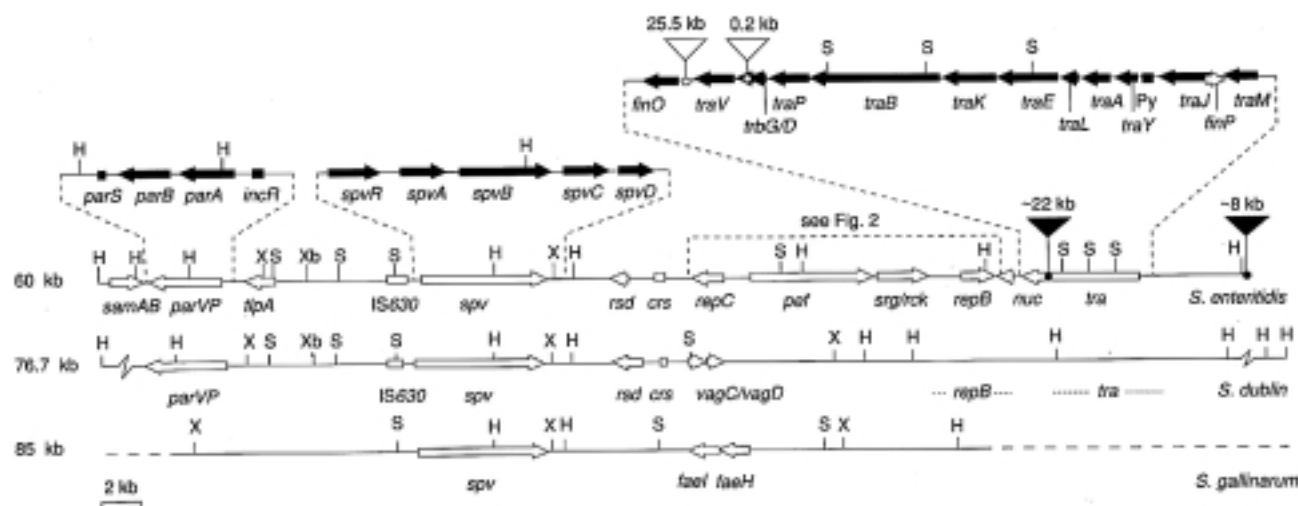 25.5 kb 0.2 kb
S S S
finO traV traP traB traK traE traA Py traJ traM
trbG/D traL traY finP
H H H
parS parB parA incR spvR spvA spvB spvC spvD
see Fig. 2 ~22 kb ~8 kb
H H H X S Xb S S H X H S H H S S S H
60 kb
samAB parVP tlpA IS630 spv rsd crs repC pef srg/rck repB nuc tra S. enteritidis
H H X S Xb S S H X H S X H H H H H H
76.7 kb
parVP IS630 spv rsd crs vagC/vagD repB tra S. dublin
X S H X H S S X H
85 kb
spv faeI faeH S. gallinarum
2 kb